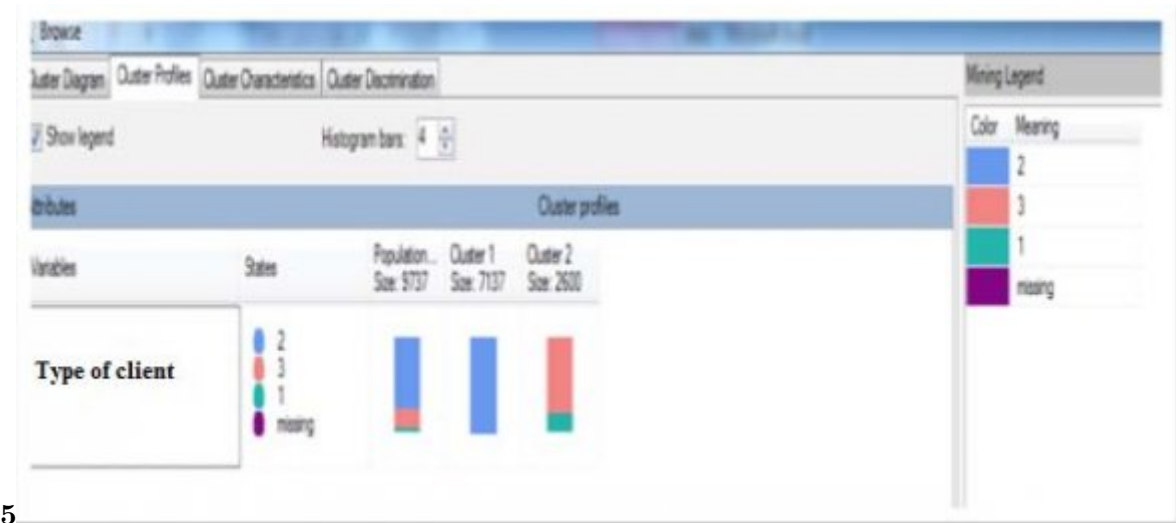 Browse
luster Diagram Cluster Profiles Cluster Characteristics Cluster Discrimination
Mining Legend
Show legend
Histogram bars: 4
Color Meaning
2
3
1
missing
ttributes Cluster profiles
Variables States Population... Size: 9737 Cluster 1 Size: 7137 Cluster 2 Size: 2600
Type of client
2
3
1
missing
5